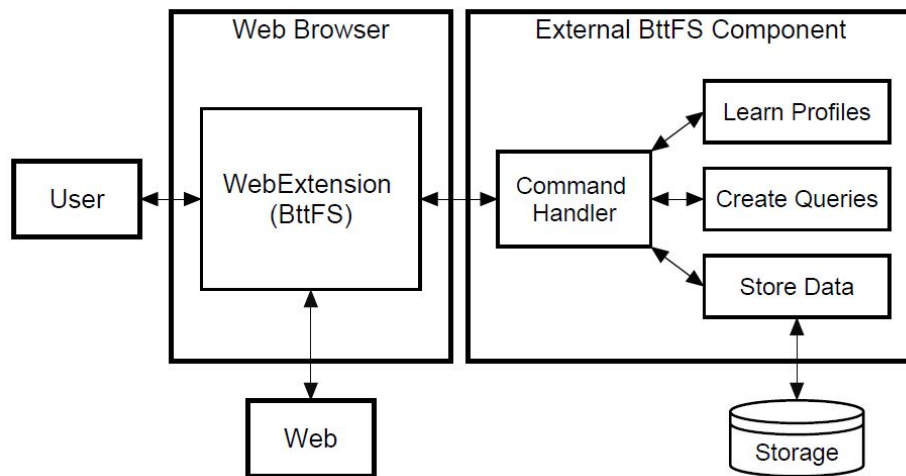 Web Browser
External BttFS Component
User
WebExtension
(BttFS)
Command
Handler
Learn Profiles
Create Queries
Store Data
Web
Storage